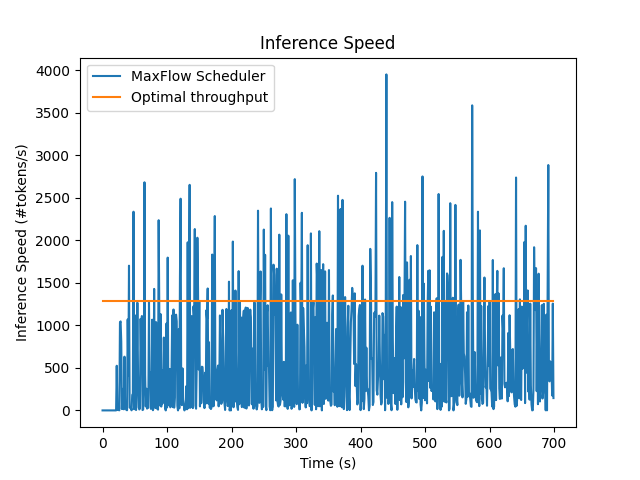 Inference Speed
MaxFlow Scheduler
Optimal throughput
Inference Speed (#tokens/s)
4000
3500
3000
2500
2000
1500
1000
500
0
0 100 200 300 400 500 600 700
Time (s)